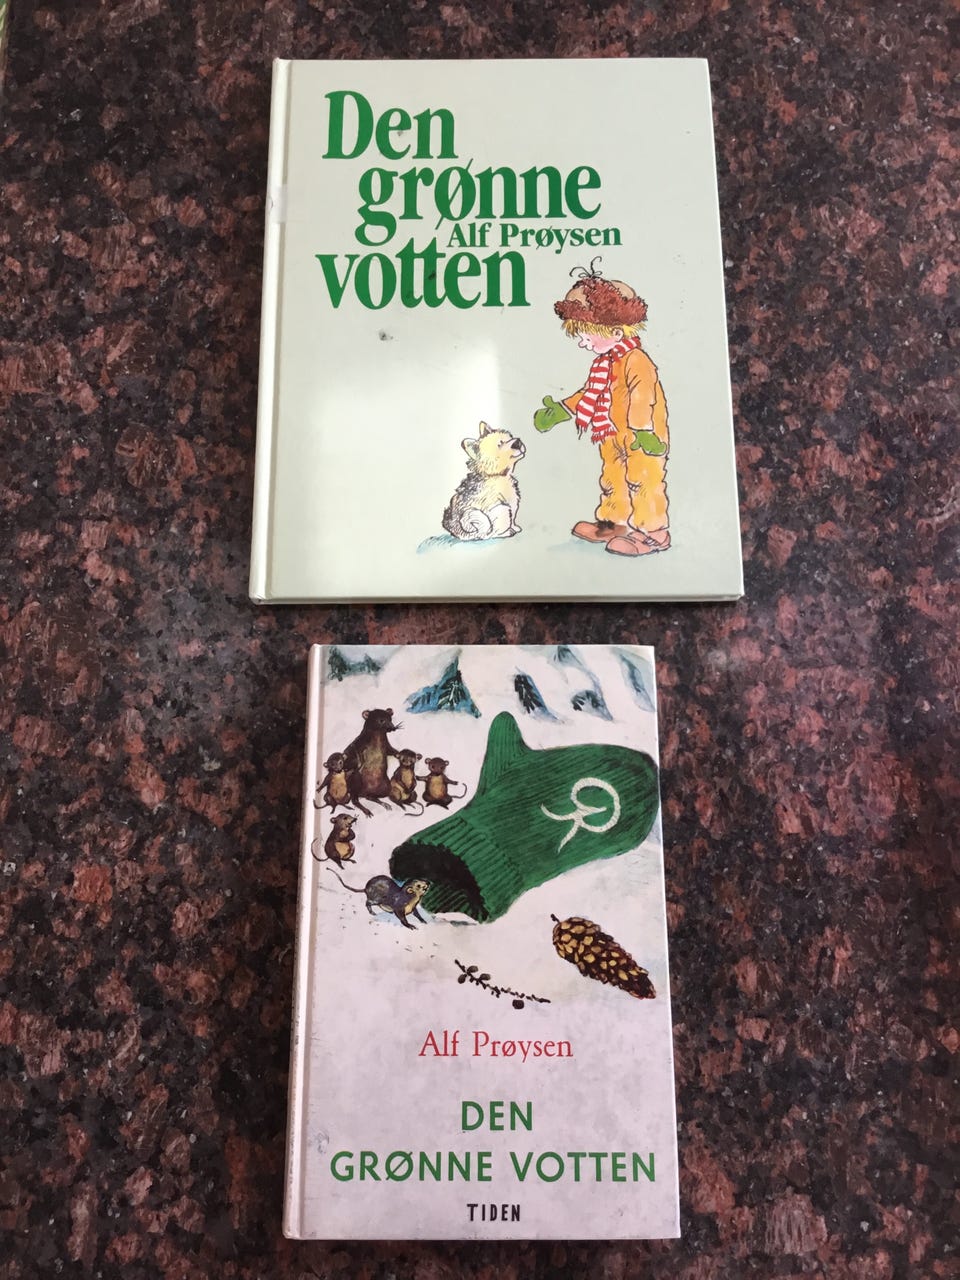 Den
grønne
Alf Prøysen
votten
Alf Prøysen
DEN
GRØNNE VOTTEN
TIDEN